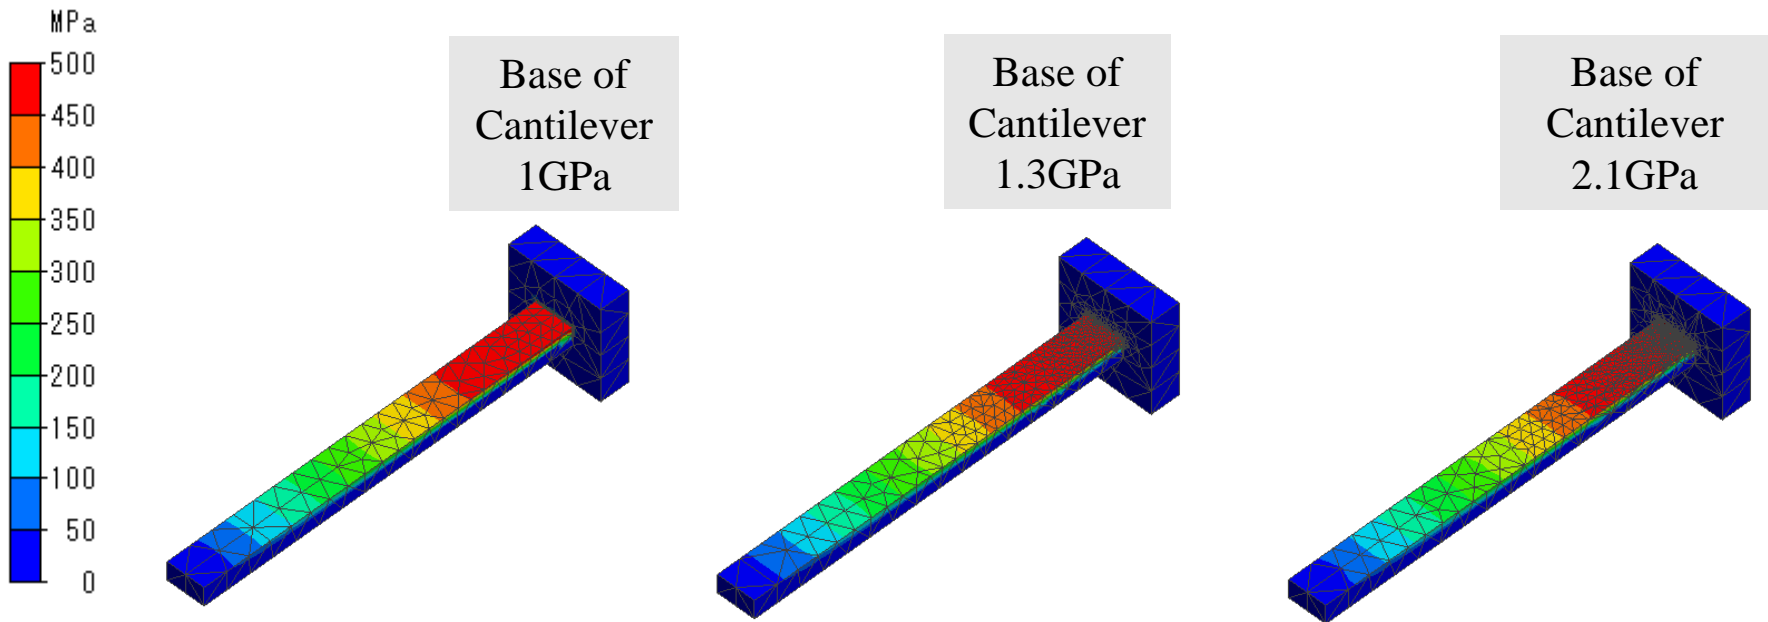 MPa
500
450
400
350
300
250
200
150
100
50
0
Base of
Cantilever
1GPa
Base of
Cantilever
1.3GPa
Base of
Cantilever
2.1GPa